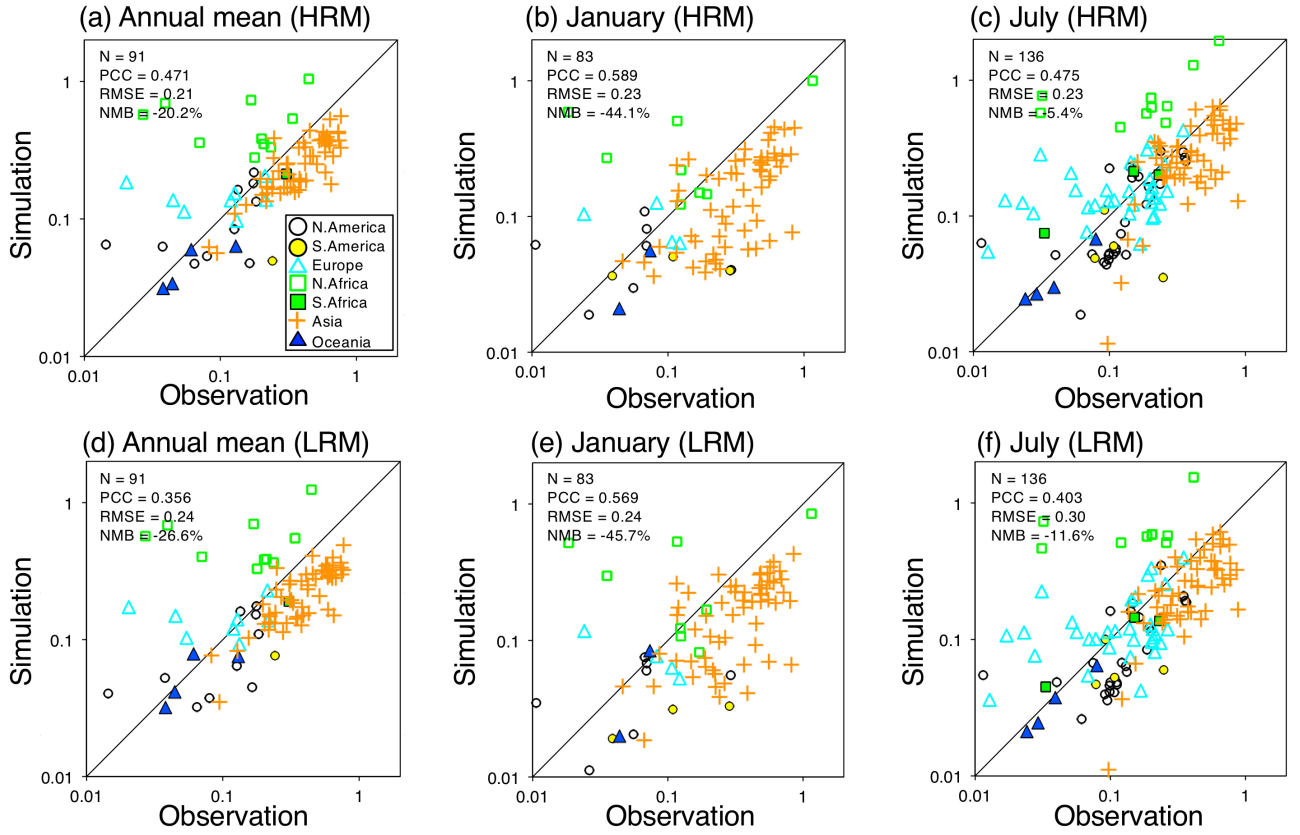 (a) Annual mean (HRM)
N = 91
PCC = 0.471
RMSE = 0.21
NMB = -20.2%
1
0.1
0.01
0.01
0.1
1
Simulation
Observation
N.America
S.America
Europe
N.Africa
S.Africa
Asia
Oceania
(b) January (HRM)
N = 83
PCC = 0.589
RMSE = 0.23
NMB = -44.1%
1
0.1
0.01
0.01
0.1
1
Simulation
Observation
(c) July (HRM)
N = 136
PCC = 0.475
RMSE = 0.23
NMB = -5.4%
1
0.1
0.01
0.01
0.1
1
Simulation
Observation
(d) Annual mean (LRM)
N = 91
PCC = 0.356
RMSE = 0.24
NMB = -26.6%
1
0.1
0.01
0.01
0.1
1
Simulation
Observation
(e) January (LRM)
N = 83
PCC = 0.569
RMSE = 0.24
NMB = -45.7%
1
0.1
0.01
0.01
0.1
1
Simulation
Observation
(f) July (LRM)
N = 136
PCC = 0.403
RMSE = 0.30
NMB = -11.6%
1
0.1
0.01
0.01
0.1
1
Simulation
Observation